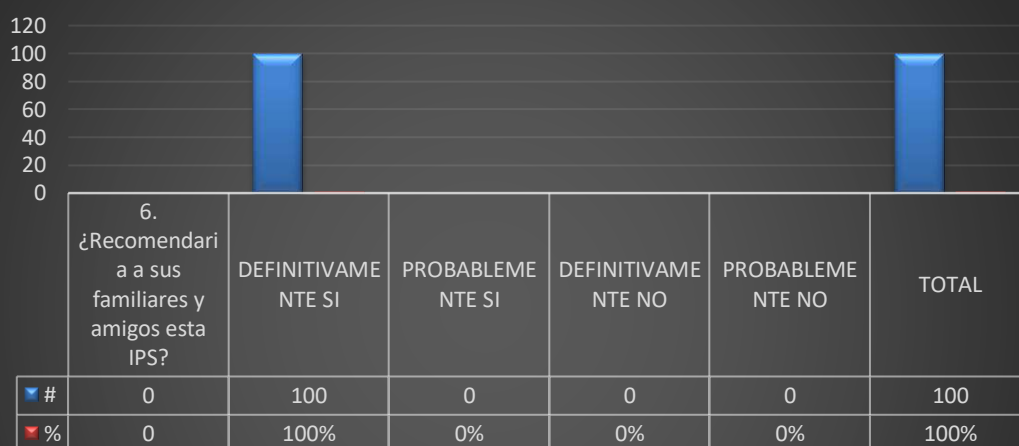 120
100
80
60
40
20
0
6.
¿Recomendari
a a sus
familiares y
amigos esta
IPS?
DEFINITIVAME
NTE SI
PROBABLEME
NTE SI
DEFINITIVAME
NTE NO
PROBABLEME
NTE NO
TOTAL
# 0 100 0 0 0 100
% 0 100% 0% 0% 0% 100%